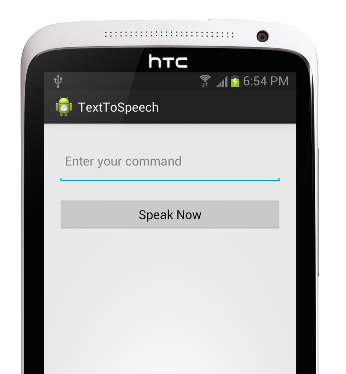 hTC
6:54 PM
TextToSpeech
Enter your command
Speak Now